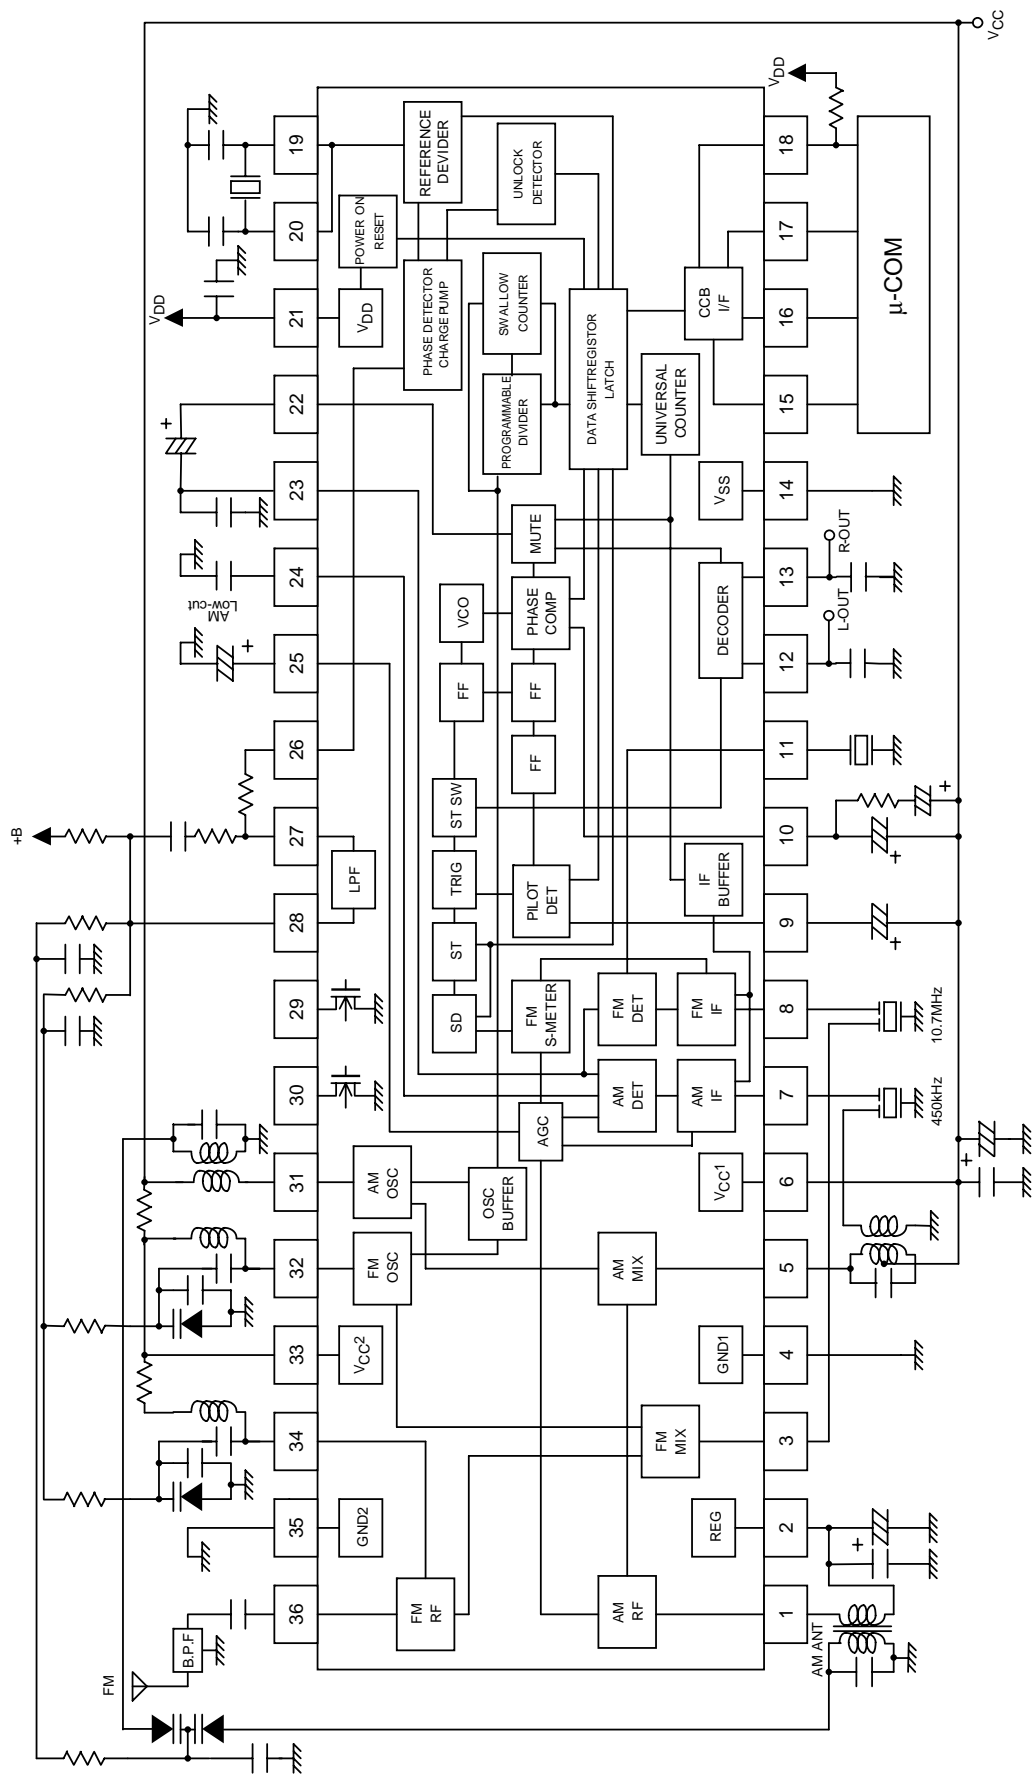 FM
B.P.F
+B
AM
Low-cut
+
+
VDD
36
35
34
33
32
31
30
29
28
27
26
25
24
23
22
21
20
19
FM
RF
GND2
VCC2
FM
OSC
AM
OSC
OSC
BUFFER
LPF
VDD
POWER ON
RESET
REFERENCE
DEVIDER
PHASE DETECTOR
CHARGE PUMP
UNLOCK
DETECTOR
SWALLOW
COUNTER
PROGRAMMABLE
DIVIDER
DATA SHIFTREGISTOR
LATCH
UNIVERSAL
COUNTER
CCB
I/F
SD
ST
TRIG
ST SW
FF
VCO
FM
S-METER
PILOT
DET
FF
FF
PHASE
COMP
MUTE
AGC
AM
RF
AM
MIX
AM
DET
FM
DET
FM
MIX
AM
IF
FM
IF
IF
BUFFER
DECODER
REG
GND1
VCC1
VSS
1
2
3
4
5
6
7
8
9
10
11
12
13
14
15
16
17
18
AM ANT
+
+
450kHz
10.7MHz
+
+
+
L-OUT
R-OUT
μ-COM
VDD
VCC